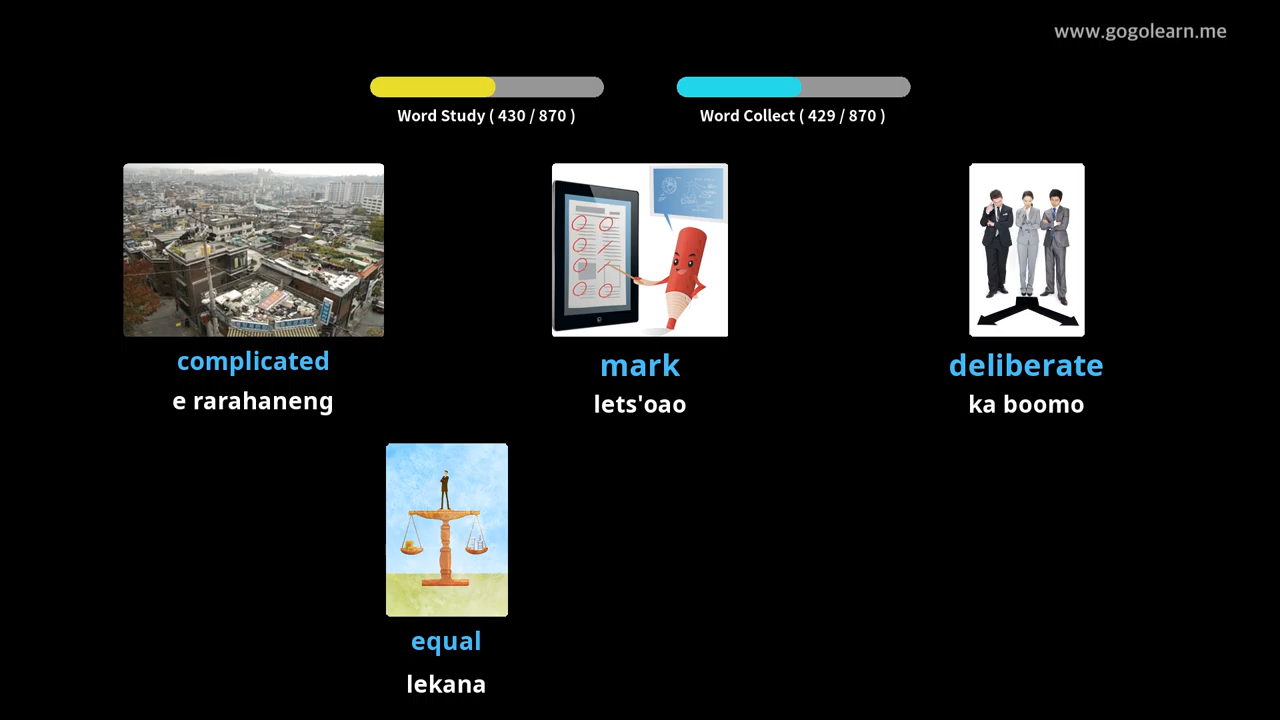 www.gogolearn.me
Word Study ( 430 / 870 )
Word Collect ( 429 / 870 )
complicated
e rarahaneng
mark
lets'oao
deliberate
ka boomo
equal
lekana